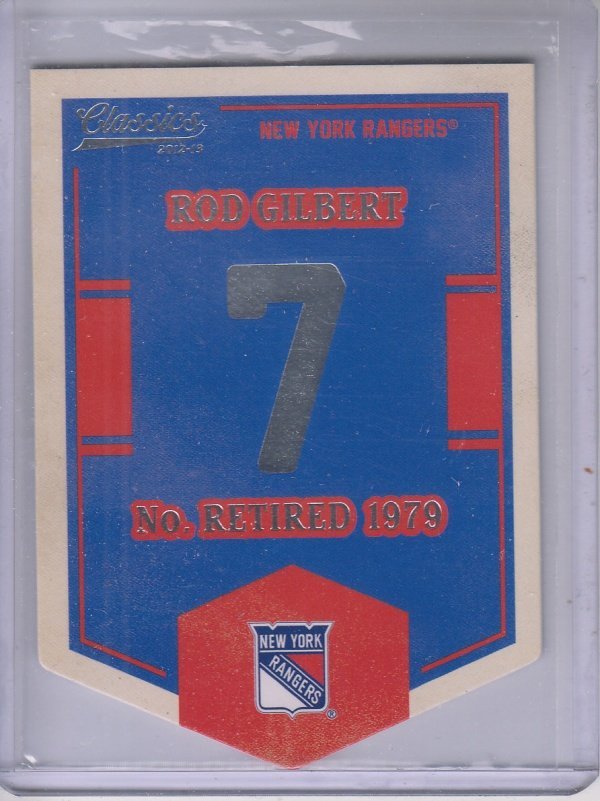 Classics
2012-13
NEW YORK RANGERS®
ROD GILBERT
7
No. RETIRED 1979
NEW YORK
RANGERS
®